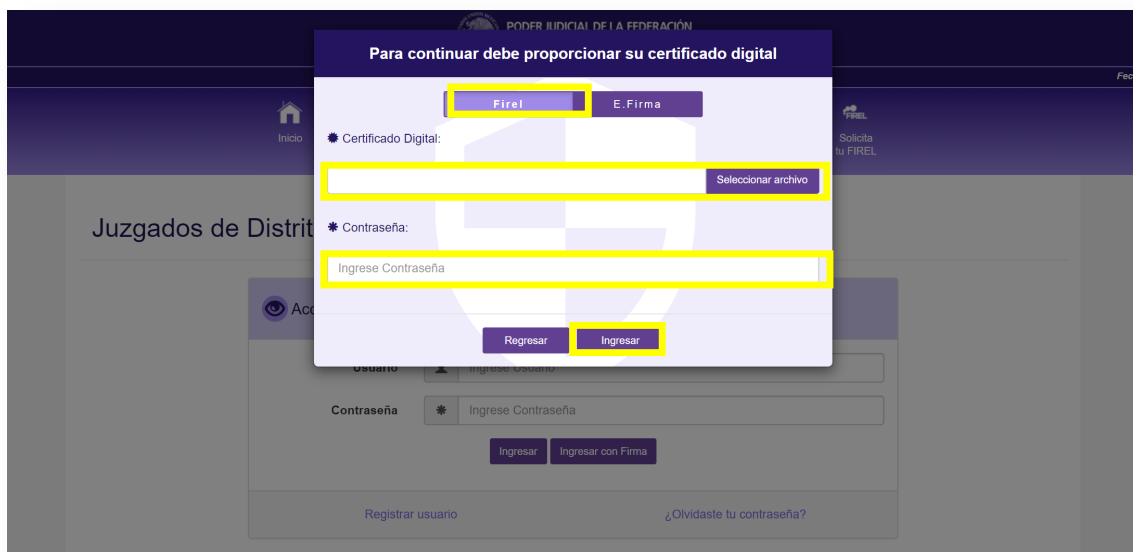 PODER JUDICIAL DE LA FEDERACIÓN
Para continuar debe proporcionar su certificado digital
Fec
Firel E.Firma
FIREL
Inicio
Solicita
tu FIREL
Certificado Digital:
Seleccionar archivo
Juzgados de Distrit
Contraseña:
Ingrese Contraseña
Acc
Regresar Ingresar
Usuario Ingrese Usuario
Contraseña Ingrese Contraseña
Ingresar Ingresar con Firma
Registrar usuario ¿Olvidaste tu contraseña?